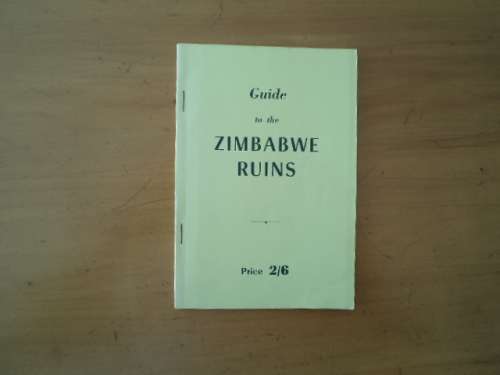 Guide
to the
ZIMBABWE
RUINS
Price 2/6